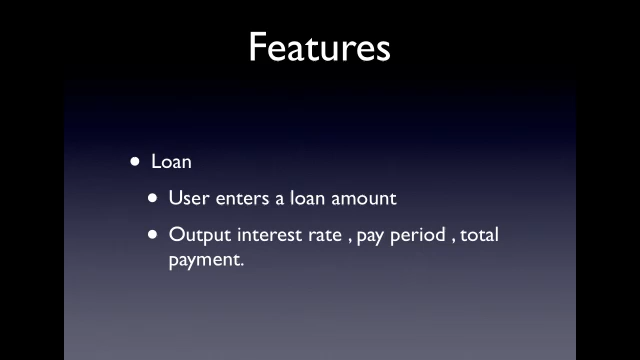 Features
• Loan
• User enters a loan amount
• Output interest rate , pay period , total
payment.